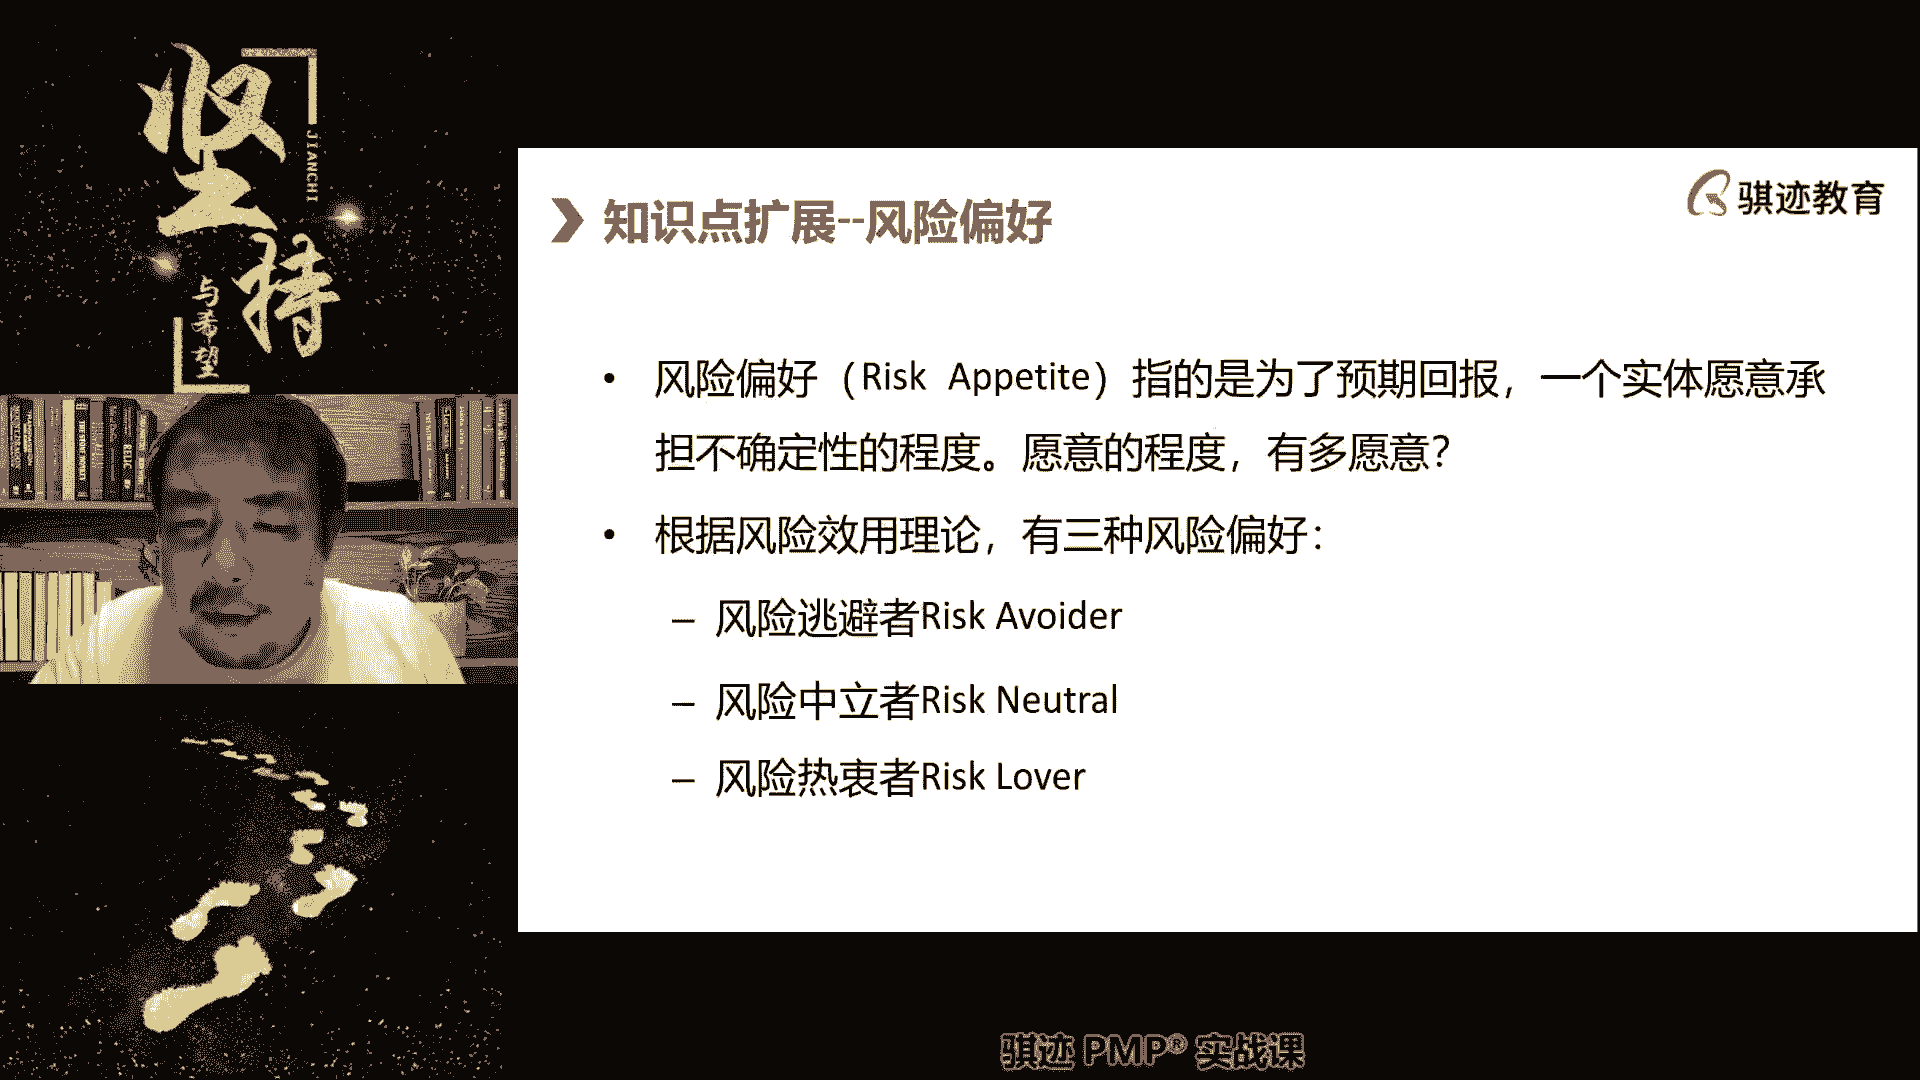 坚持
JIANCHI
与希望
骐迹教育
知识点扩展--风险偏好
• 风险偏好（Risk Appetite）指的是为了预期回报，一个实体愿意承
担不确定性的程度。愿意的程度，有多愿意？
• 根据风险效用理论，有三种风险偏好：
– 风险逃避者Risk Avoider
– 风险中立者Risk Neutral
– 风险热衷者Risk Lover
骐迹 PMP® 实战课